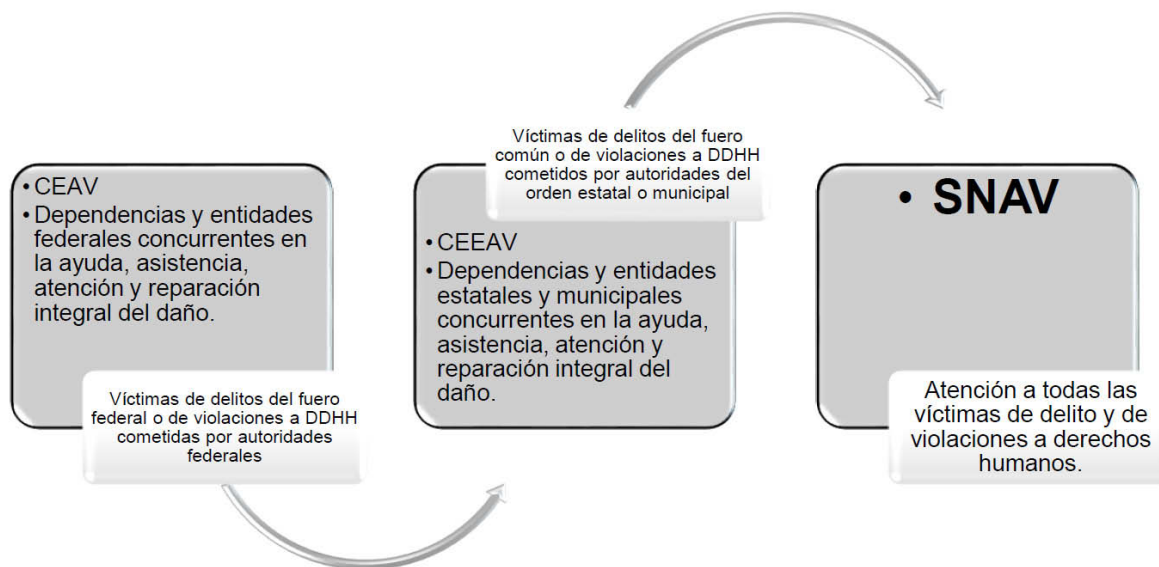 • CEAV
• Dependencias y entidades
federales concurrentes en
la ayuda, asistencia,
atención y reparación
integral del daño.
Víctimas de delitos del fuero
federal o de violaciones a DDHH
cometidas por autoridades
federales
Víctimas de delitos del fuero
común o de violaciones a DDHH
cometidos por autoridades del
orden estatal o municipal
• CEEAV
• Dependencias y entidades
estatales y municipales
concurrentes en la ayuda,
asistencia, atención y
reparación integral del
daño.
• SNAV
Atención a todas las
víctimas de delito y de
violaciones a derechos
humanos.